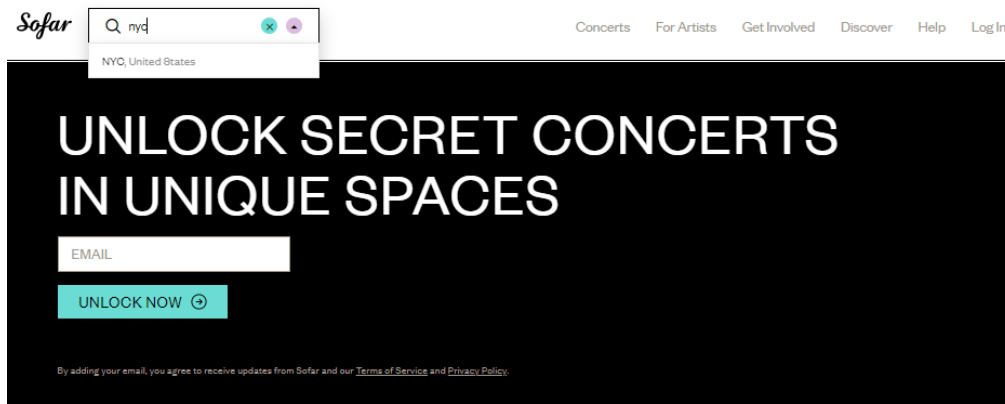 Sofar
nyc
Concerts For Artists Get Involved Discover Help Log In
NYC, United States
UNLOCK SECRET CONCERTS
IN UNIQUE SPACES
EMAIL
UNLOCK NOW
By adding your email, you agree to receive updates from Sofar and our Terms of Service and Privacy Policy.